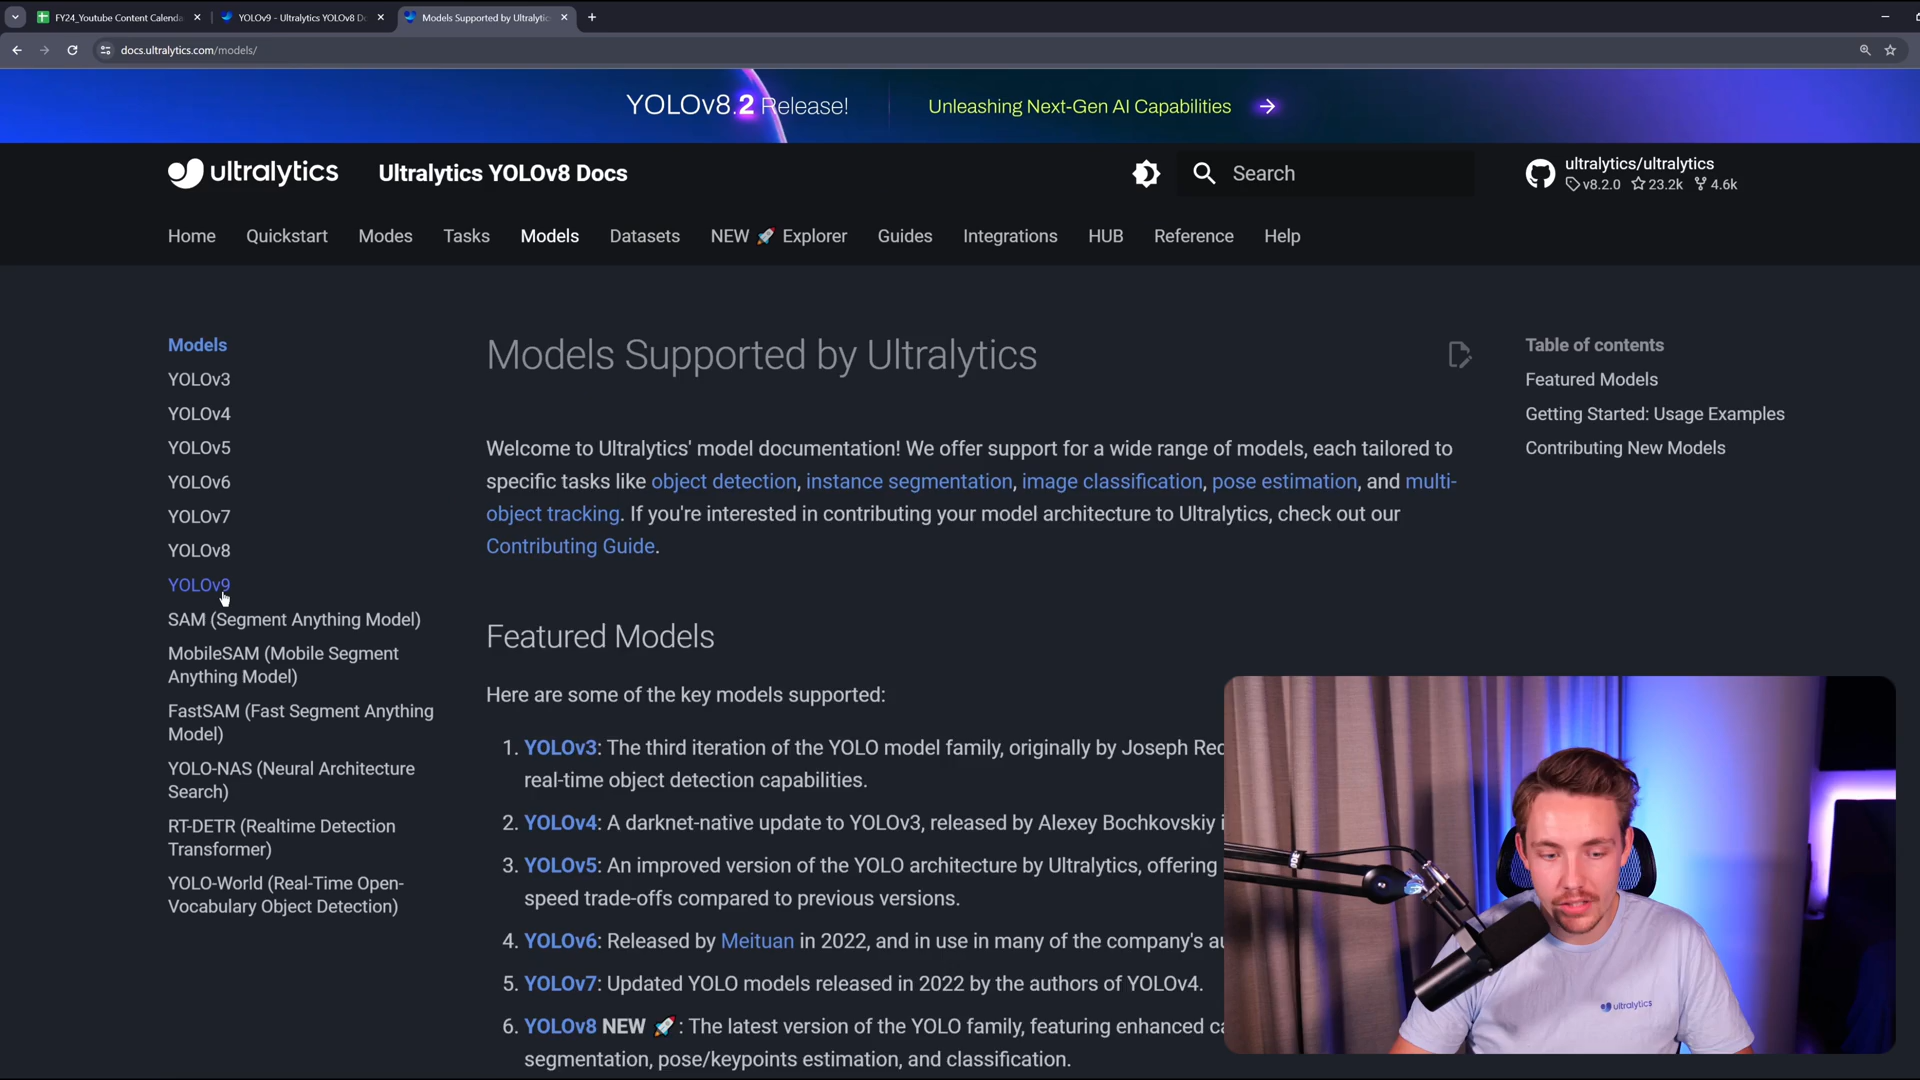 FY24_Youtube Content Calenda
YOLOv9 - Ultralytics YOLOv8 Do
Models Supported by Ultralytic
docs.ultralytics.com/models/
YOLOv8.2 Release!
Unleashing Next-Gen AI Capabilities
ultralytics
Ultralytics YOLOv8 Docs
Search
ultralytics/ultralytics
v8.2.0 23.2k 4.6k
Home Quickstart Modes Tasks Models Datasets NEW 🚀 Explorer Guides Integrations HUB Reference Help
Models
YOLOv3
YOLOv4
YOLOv5
YOLOv6
YOLOv7
YOLOv8
YOLOv9
SAM (Segment Anything Model)
MobileSAM (Mobile Segment
Anything Model)
FastSAM (Fast Segment Anything
Model)
YOLO-NAS (Neural Architecture
Search)
RT-DETR (Realtime Detection
Transformer)
YOLO-World (Real-Time Open-
Vocabulary Object Detection)
Models Supported by Ultralytics
Welcome to Ultralytics' model documentation! We offer support for a wide range of models, each tailored to
specific tasks like object detection, instance segmentation, image classification, pose estimation, and multi-
object tracking. If you're interested in contributing your model architecture to Ultralytics, check out our
Contributing Guide.
Featured Models
Here are some of the key models supported:
1. YOLOv3: The third iteration of the YOLO model family, originally by Joseph Red
real-time object detection capabilities.
2. YOLOv4: A darknet-native update to YOLOv3, released by Alexey Bochkovskiy i
3. YOLOv5: An improved version of the YOLO architecture by Ultralytics, offering
speed trade-offs compared to previous versions.
4. YOLOv6: Released by Meituan in 2022, and in use in many of the company's au
5. YOLOv7: Updated YOLO models released in 2022 by the authors of YOLOv4.
6. YOLOv8 NEW 🚀: The latest version of the YOLO family, featuring enhanced ca
segmentation, pose/keypoints estimation, and classification.
Table of contents
Featured Models
Getting Started: Usage Examples
Contributing New Models
ultralytics